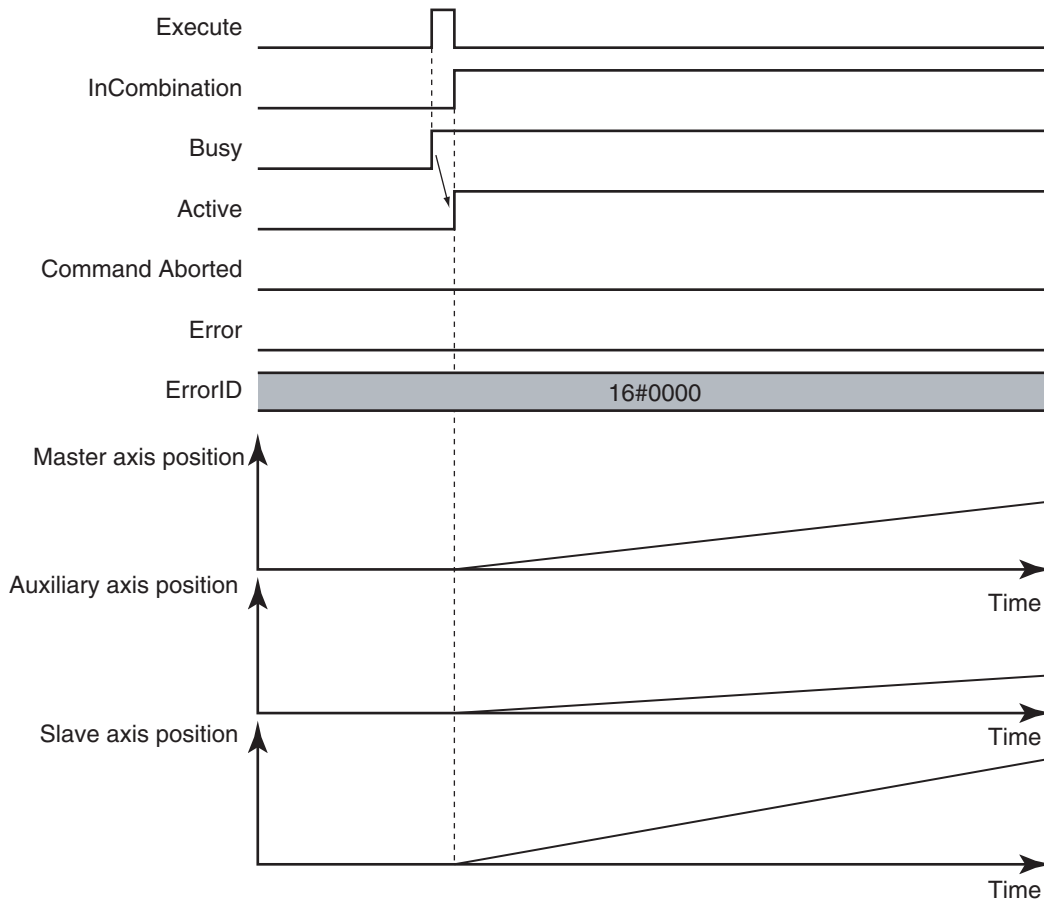 Execute
InCombination
Busy
Active
Command Aborted
Error
ErrorID
16#0000
Master axis position
Time
Auxiliary axis position
Time
Slave axis position
Time